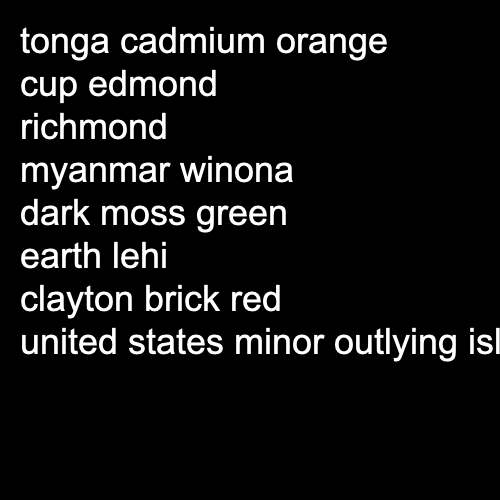 tonga cadmium orange
cup edmond
richmond
myanmar winona
dark moss green
earth lehi
clayton brick red
united states minor outlying